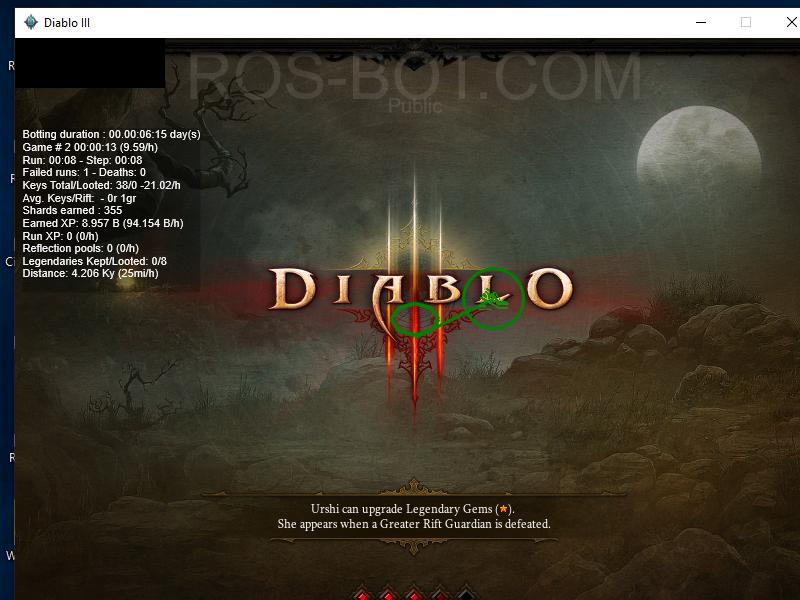 Diablo III
ROS-BOT.COM
Public
Botting duration : 00.00:06:15 day(s)
Game # 2 00:00:13 (9.59/h)
Run: 00:08 - Step: 00:08
Failed runs: 1 - Deaths: 0
Keys Total/Looted: 38/0 -21.02/h
Avg. Keys/Rift:  - 0r 1gr
Shards earned : 355
Earned XP: 8.957 B (94.154 B/h)
Run XP: 0 (0/h)
Reflection pools: 0 (0/h)
Legendaries Kept/Looted: 0/8
Distance: 4.206 Ky (25mi/h)
DIABLO
Urshi can upgrade Legendary Gems (★).
She appears when a Greater Rift Guardian is defeated.